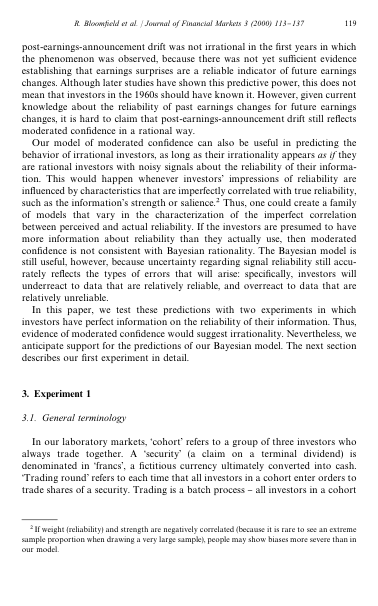 R. Bloomfield et al. / Journal of Financial Markets 3 (2000) 113–137
119
post-earnings-announcement drift was not irrational in the first years in which
the phenomenon was observed, because there was not yet sufficient evidence
establishing that earnings surprises are a reliable indicator of future earnings
changes. Although later studies have shown this predictive power, this does not
mean that investors in the 1960s should have known it. However, given current
knowledge about the reliability of past earnings changes for future earnings
changes, it is hard to claim that post-earnings-announcement drift still reflects
moderated confidence in a rational way.
Our model of moderated confidence can also be useful in predicting the
behavior of irrational investors, as long as their irrationality appears as if they
are rational investors with noisy signals about the reliability of their informa-
tion. This would happen whenever investors' impressions of reliability are
influenced by characteristics that are imperfectly correlated with true reliability,
such as the information's strength or salience.2 Thus, one could create a family
of models that vary in the characterization of the imperfect correlation
between perceived and actual reliability. If the investors are presumed to have
more information about reliability than they actually use, then moderated
confidence is not consistent with Bayesian rationality. The Bayesian model is
still useful, however, because uncertainty regarding signal reliability still accu-
rately reflects the types of errors that will arise: specifically, investors will
underreact to data that are relatively reliable, and overreact to data that are
relatively unreliable.
In this paper, we test these predictions with two experiments in which
investors have perfect information on the reliability of their information. Thus,
evidence of moderated confidence would suggest irrationality. Nevertheless, we
anticipate support for the predictions of our Bayesian model. The next section
describes our first experiment in detail.
3. Experiment 1
3.1. General terminology
In our laboratory markets, 'cohort' refers to a group of three investors who
always trade together. A 'security' (a claim on a terminal dividend) is
denominated in 'francs', a fictitious currency ultimately converted into cash.
'Trading round' refers to each time that all investors in a cohort enter orders to
trade shares of a security. Trading is a batch process – all investors in a cohort
2 If weight (reliability) and strength are negatively correlated (because it is rare to see an extreme
sample proportion when drawing a very large sample), people may show biases more severe than in
our model.